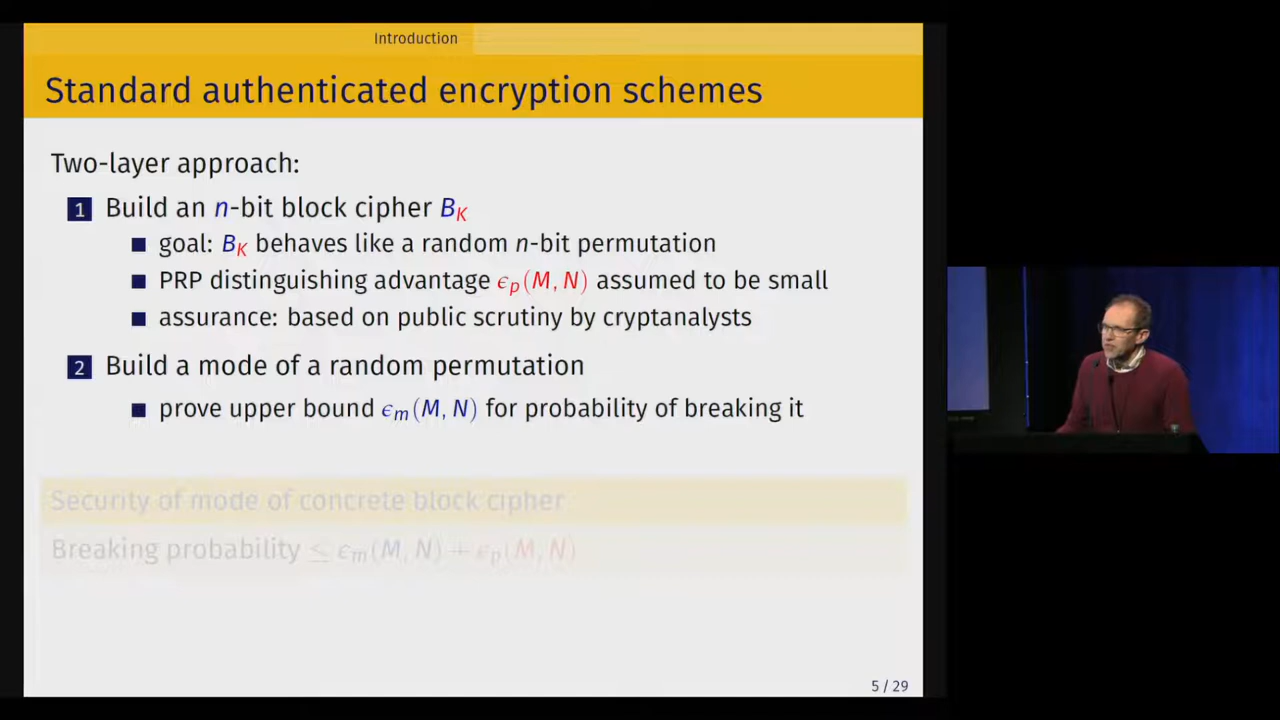 Introduction
Standard authenticated encryption schemes
Two-layer approach:
1 Build an n-bit block cipher B_K
■ goal: B_K behaves like a random n-bit permutation
■ PRP distinguishing advantage ϵ_p(M, N) assumed to be small
■ assurance: based on public scrutiny by cryptanalysts
2 Build a mode of a random permutation
■ prove upper bound ϵ_m(M, N) for probability of breaking it
Security of mode of concrete block cipher
Breaking probability ≤ ϵ_m(M, N) + ϵ_p(M, N)
5 / 29